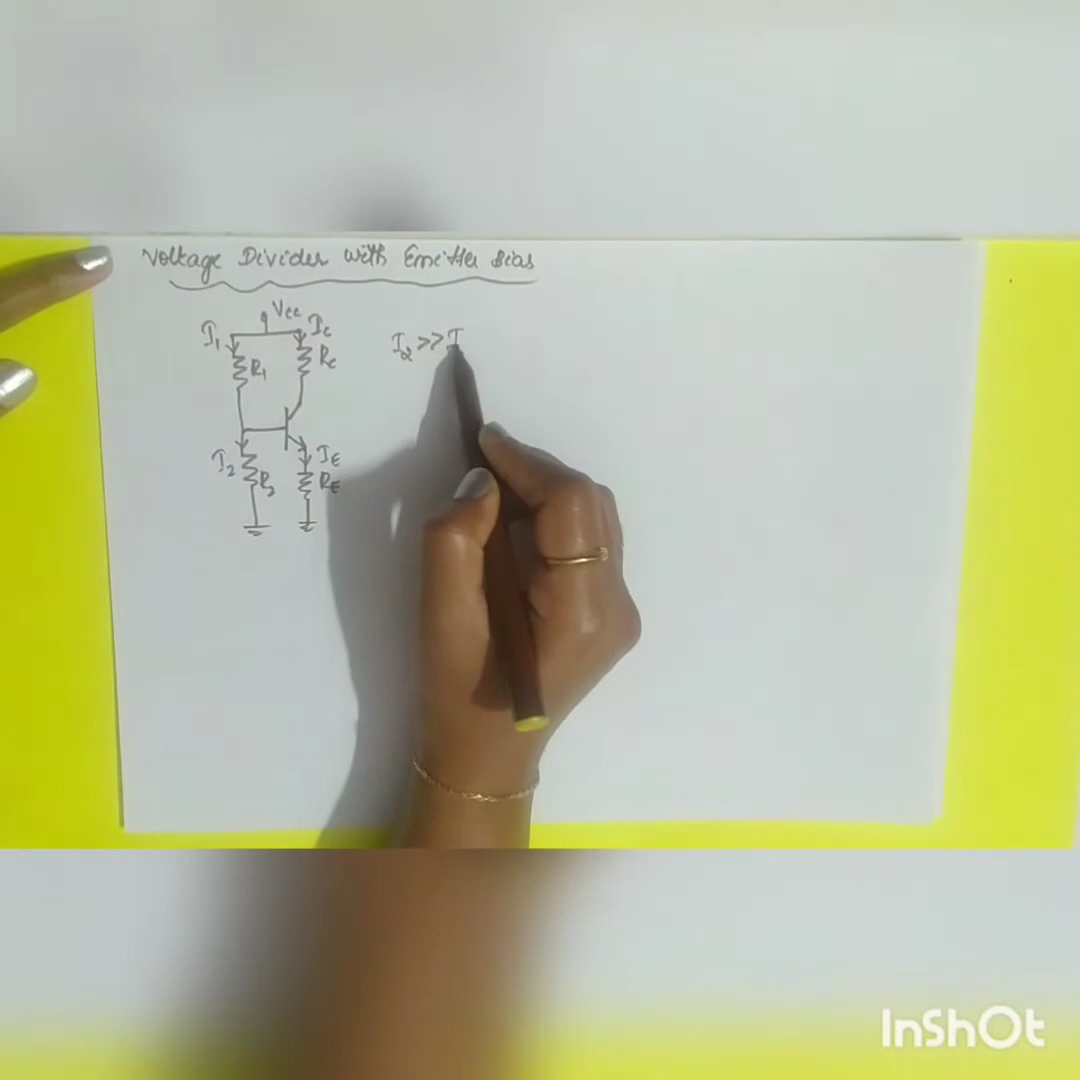 Voltage Divider with Emitter Bias
Vcc
I1
Ic
R1
Rc
I2 >> I
I2
IE
R2
RE
InShOt